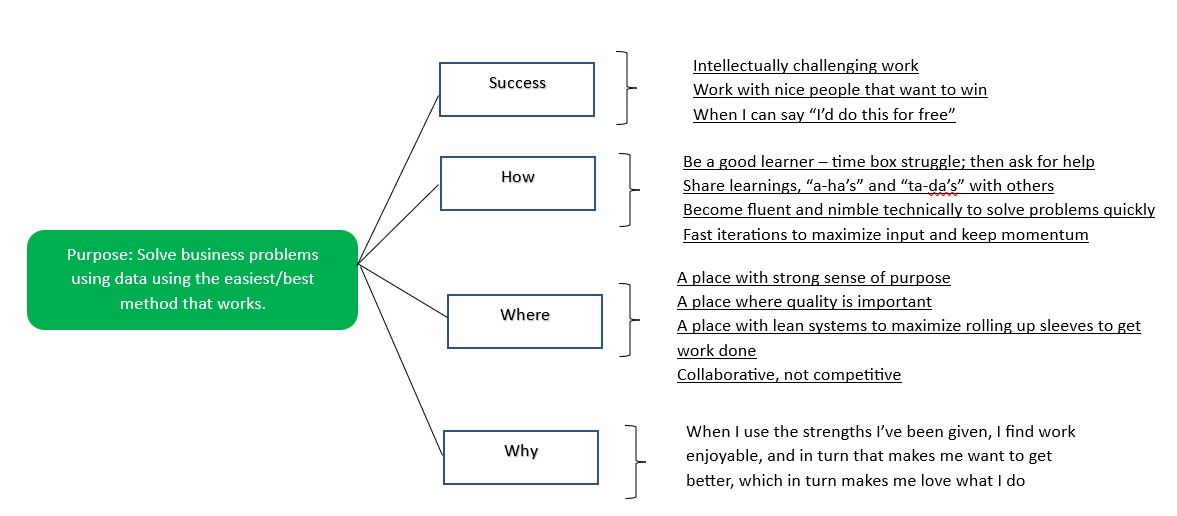 Success
Intellectually challenging work
Work with nice people that want to win
When I can say “I’d do this for free”
How
Be a good learner – time box struggle; then ask for help
Share learnings, “a-ha’s” and “ta-da’s” with others
Become fluent and nimble technically to solve problems quickly
Fast iterations to maximize input and keep momentum
Purpose: Solve business problems
using data using the easiest/best
method that works.
Where
A place with strong sense of purpose
A place where quality is important
A place with lean systems to maximize rolling up sleeves to get
work done
Collaborative, not competitive
Why
When I use the strengths I’ve been given, I find work
enjoyable, and in turn that makes me want to get
better, which in turn makes me love what I do